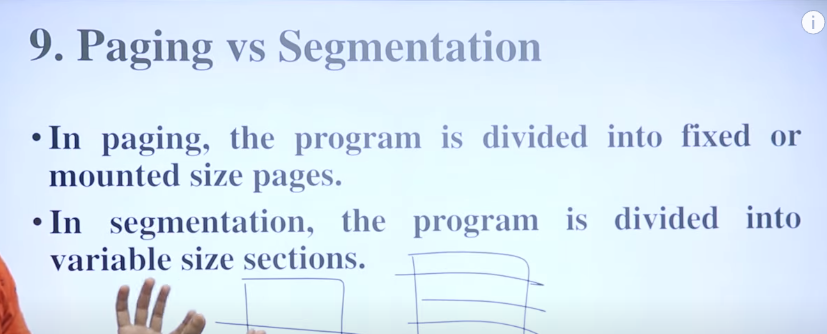 9. Paging vs Segmentation
• In paging, the program is divided into fixed or
mounted size pages.
• In segmentation, the program is divided into
variable size sections.